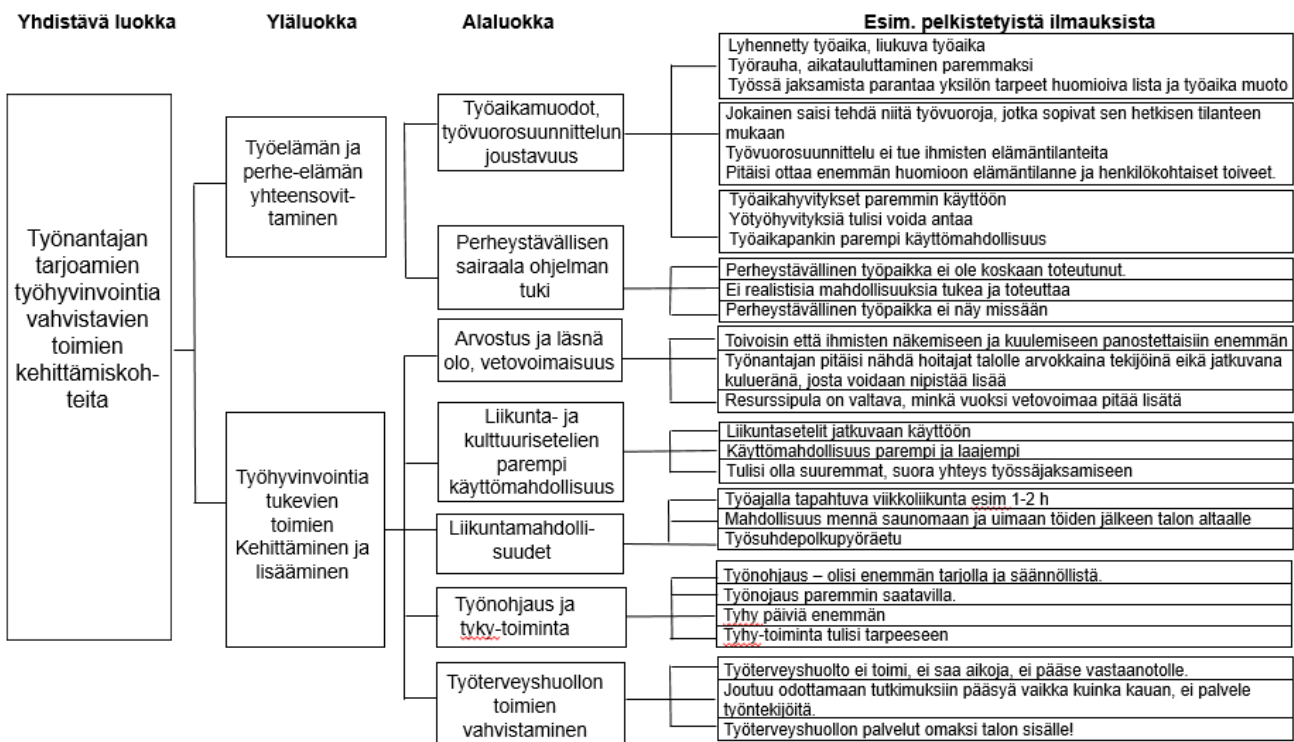 Yhdistävä luokka
Yläluokka
Alaluokka
Esim. pelkistetyistä ilmauksista
Työnantajan
tarjoamien
työhyvinvointia
vahvistavien
toimien
kehittämiskoh-
teita
Työelämän ja
perhe-elämän
yhteensovit-
taminen
Työaikamuodot,
työvuorosuunnittelun
joustavuus
Lyhennetty työaika, liukuva työaika
Työrauha, aikatauluttaminen paremmaksi
Työssä jaksamista parantaa yksilön tarpeet huomioiva lista ja työaika muoto
Jokainen saisi tehdä niitä työvuoroja, jotka sopivat sen hetkisen tilanteen
mukaan
Työvuorosuunnittelu ei tue ihmisten elämäntilanteita
Pitäisi ottaa enemmän huomioon elämäntilanne ja henkilökohtaiset toiveet.
Työaikahyvitykset paremmin käyttöön
Yötyöhyvityksiä tulisi voida antaa
Työaikapankin parempi käyttömahdollisuus
Perheystävällisen
sairaala ohjelman
tuki
Perheystävällinen työpaikka ei ole koskaan toteutunut.
Ei realistisia mahdollisuuksia tukea ja toteuttaa
Perheystävällinen työpaikka ei näy missään
Työhyvinvointia
tukevien
toimien
Kehittäminen ja
lisääminen
Arvostus ja läsnä
olo, vetovoimaisuus
Toivoisin että ihmisten näkemiseen ja kuulemiseen panostettaisiin enemmän
Työnantajan pitäisi nähdä hoitajat talolle arvokkaina tekijöinä eikä jatkuvana
kulueränä, josta voidaan nipistää lisää
Resurssipula on valtava, minkä vuoksi vetovoimaa pitää lisätä
Liikunta- ja
kulttuurisetelien
parempi
käyttömahdollisuus
Liikuntasetelit jatkuvaan käyttöön
Käyttömahdollisuus parempi ja laajempi
Tulisi olla suuremmat, suora yhteys työssäjaksamiseen
Liikuntamahdolli-
suudet
Työajalla tapahtuva viikkoliikunta esim 1-2 h
Mahdollisuus mennä saunomaan ja uimaan töiden jälkeen talon altaalle
Työsuhdepolkupyöräetu
Työnohjaus ja
tyky-toiminta
Työnohjaus – olisi enemmän tarjolla ja säännöllistä.
Työnojaus paremmin saatavilla.
Tyhy päiviä enemmän
Tyhy-toiminta tulisi tarpeeseen
Työterveyshuollon
toimien
vahvistaminen
Työterveyshuolto ei toimi, ei saa aikoja, ei pääse vastaanotolle.
Joutuu odottamaan tutkimuksiin pääsyä vaikka kuinka kauan, ei palvele
työntekijöitä.
Työterveyshuollon palvelut omaksi talon sisälle!